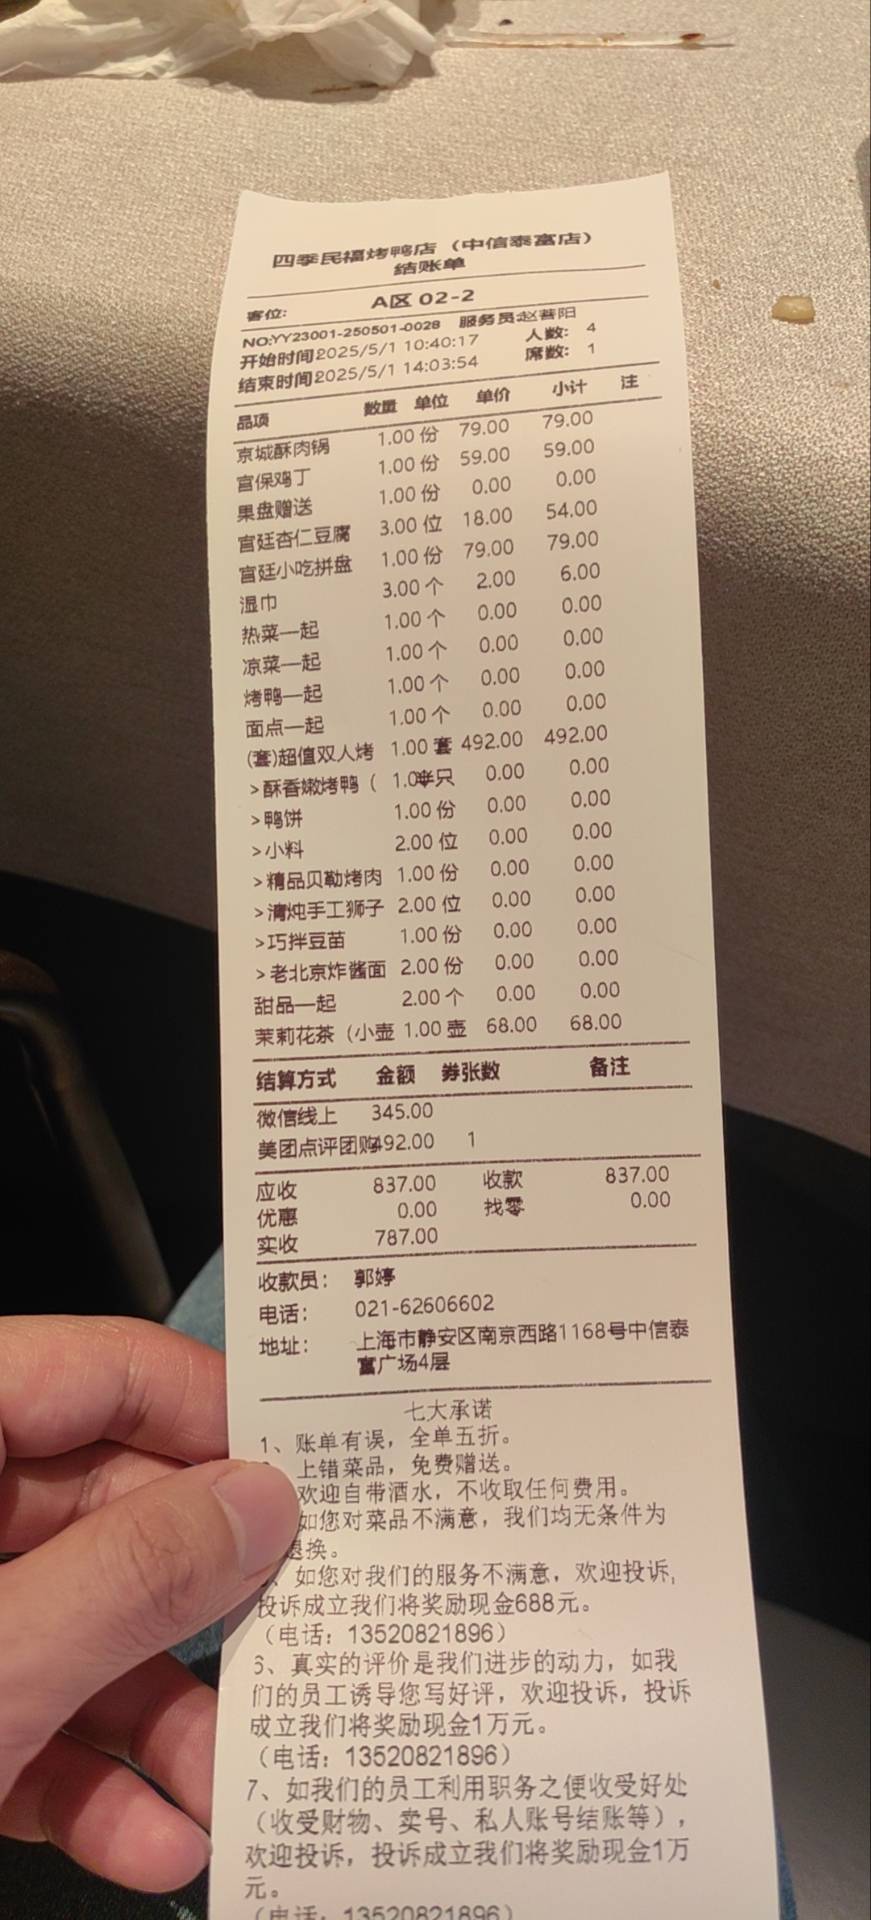 四季民福烤鸭店（中信泰富店）
结账单
客位: A区 02-2
NO:YY23001-250501-0028 服务员:赵菩阳
开始时间:2025/5/1 10:40:17 人数: 4
结束时间:2025/5/1 14:03:54 席数: 1
品项 数量 单位 单价 小计 注
京城酥肉锅 1.00 份 79.00 79.00
宫保鸡丁 1.00 份 59.00 59.00
果盘赠送 1.00 份 0.00 0.00
宫廷杏仁豆腐 3.00 位 18.00 54.00
宫廷小吃拼盘 1.00 份 79.00 79.00
湿巾 3.00 个 2.00 6.00
热菜一起 1.00 个 0.00 0.00
凉菜一起 1.00 个 0.00 0.00
烤鸭一起 1.00 个 0.00 0.00
面点一起 1.00 个 0.00 0.00
(套)超值双人烤 1.00 套 492.00 492.00
>酥香嫩烤鸭（ 1.0半只 0.00 0.00
>鸭饼 1.00 份 0.00 0.00
>小料 2.00 位 0.00 0.00
>精品贝勒烤肉 1.00 份 0.00 0.00
>清炖手工狮子 2.00 位 0.00 0.00
>巧拌豆苗 1.00 份 0.00 0.00
>老北京炸酱面 2.00 份 0.00 0.00
甜品一起 2.00 个 0.00 0.00
茉莉花茶（小壶 1.00 壶 68.00 68.00
结算方式 金额 券张数 备注
微信线上 345.00
美团点评团购492.00 1
应收 837.00 收款 837.00
优惠 0.00 找零 0.00
实收 787.00
收款员: 郭婷
电话: 021-62606602
地址: 上海市静安区南京西路1168号中信泰
富广场4层
七大承诺
1、账单有误，全单五折。
上错菜品，免费赠送。
欢迎自带酒水，不收取任何费用。
如您对菜品不满意，我们均无条件为
退换。
、如您对我们的服务不满意，欢迎投诉,
投诉成立我们将奖励现金688元。
（电话：13520821896）
6、真实的评价是我们进步的动力，如我
们的员工诱导您写好评，欢迎投诉，投诉
成立我们将奖励现金1万元。
（电话：13520821896）
7、如我们的员工利用职务之便收受好处
（收受财物、卖号、私人账号结账等），
欢迎投诉，投诉成立我们将奖励现金1万
元。
（电话：13520821896）